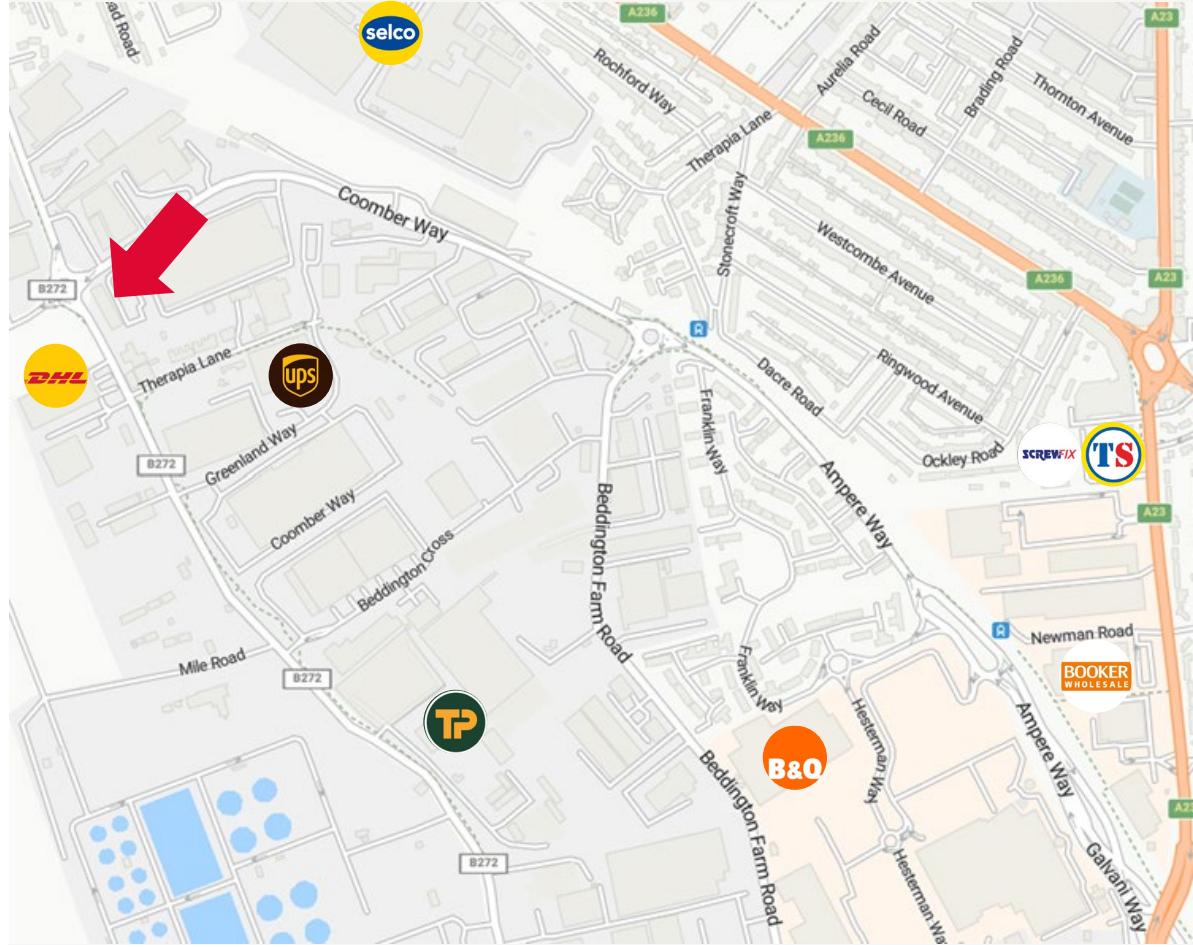 ad Road
selco
A236
A23
Rochford Way
Aurelia Road
Brading Road
Thornton Avenue
Cecil Road
A236
Therapia Lane
Coomber Way
Stonecroft Way
Westcombe Avenue
B272
A236
A23
DHL
Therapia Lane
ups
Ringwood Avenue
Dacre Road
Franklin Way
Greenland Way
B272
Ockley Road
SCREWFIX
TS
Coomber Way
Ampere Way
A23
Beddington Cross
Beddington Farm Road
Mile Road
B272
Newman Road
BOOKER
WHOLESALE
Franklin Way
TP
Hesterman Way
Ampere Way
B&Q
Beddington Farm Road
A23
B272
Galvani Way
Hesterman Wa